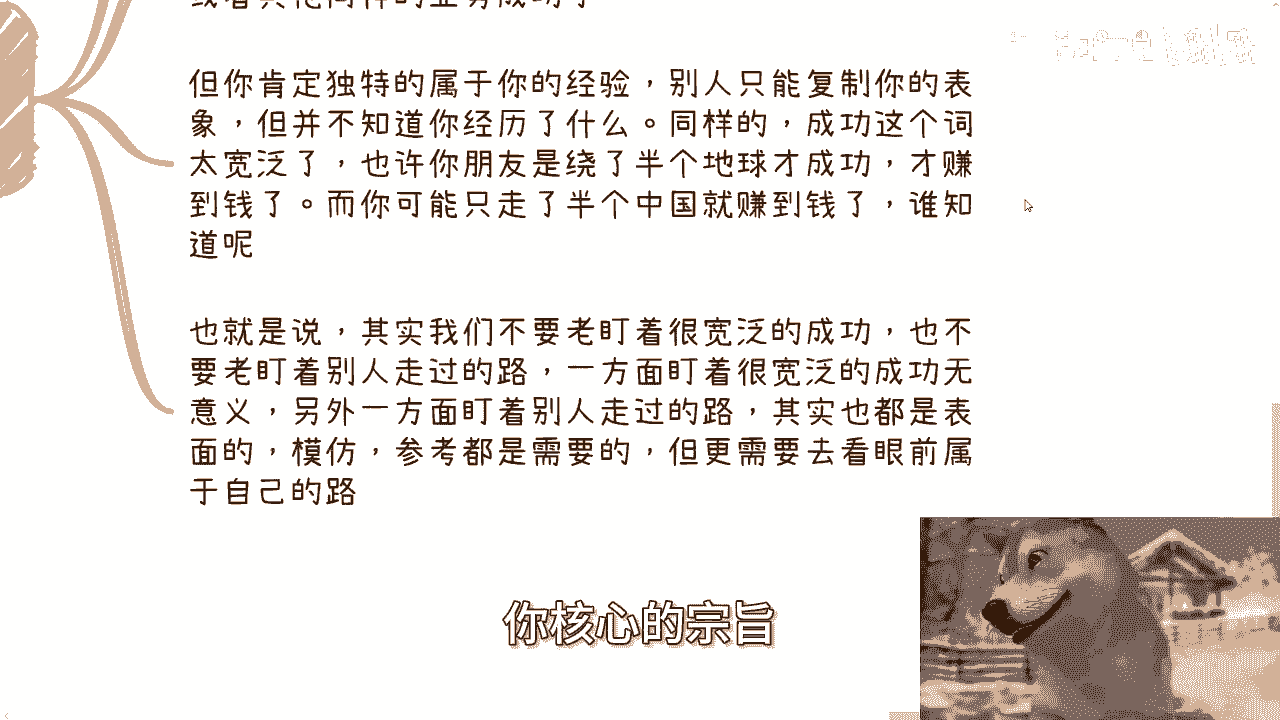 但你肯定独特的属于你的经验，别人只能复制你的表
象，但并不知道你经历了什么。同样的，成功这个词
太宽泛了，也许你朋友是绕了半个地球才成功，才赚
到钱了。而你可能只走了半个中国就赚到钱了，谁知
道呢
也就是说，其实我们不要老盯着很宽泛的成功，也不
要老盯着别人走过的路，一方面盯着很宽泛的成功无
意义，另外一方面盯着别人走过的路，其实也都是表
面的，模仿，参考都是需要的，但更需要去看眼前属
于自己的路
你核心的宗旨